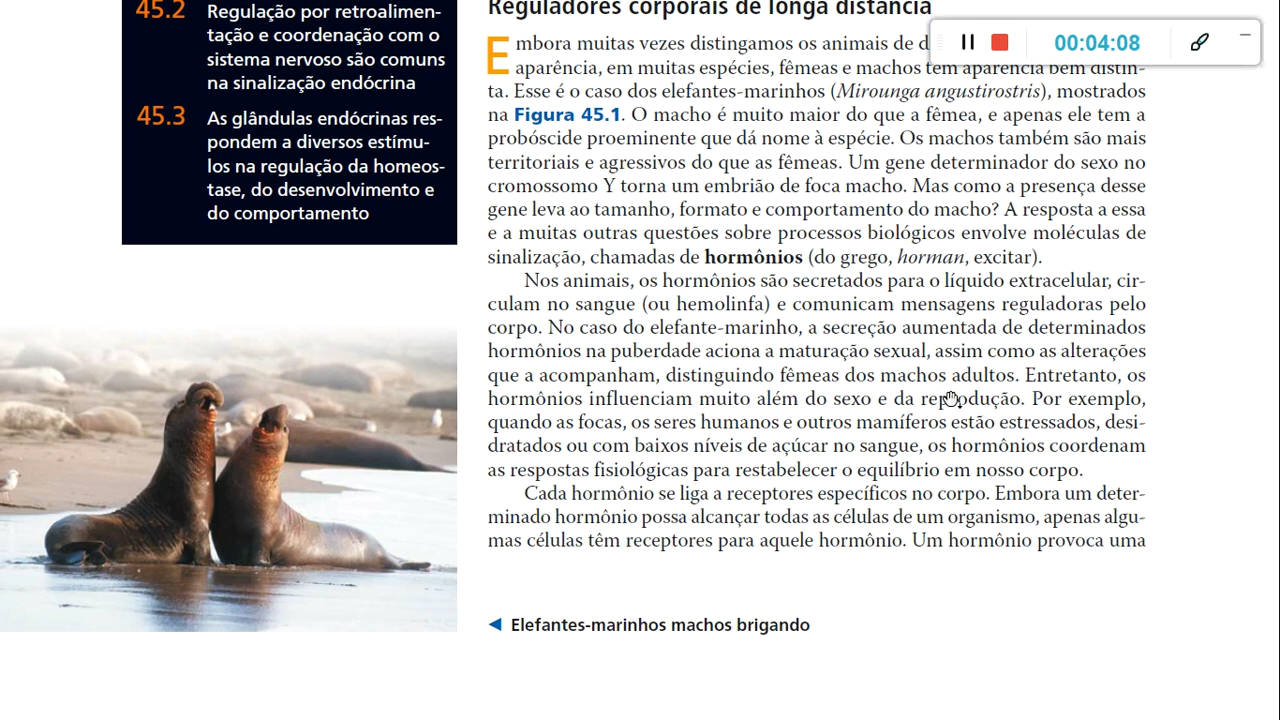 45.2 Regulação por retroalimen-
tação e coordenação com o
sistema nervoso são comuns
na sinalização endócrina
45.3 As glândulas endócrinas res-
pondem a diversos estímu-
los na regulação da homeos-
tase, do desenvolvimento e
do comportamento
Reguladores corporais de longa distância
00:04:08
Embora muitas vezes distingamos os animais de
aparência, em muitas espécies, fêmeas e machos têm aparência bem distin-
ta. Esse é o caso dos elefantes-marinhos (Mirounga angustirostris), mostrados
na Figura 45.1. O macho é muito maior do que a fêmea, e apenas ele tem a
probóscide proeminente que dá nome à espécie. Os machos também são mais
territoriais e agressivos do que as fêmeas. Um gene determinador do sexo no
cromossomo Y torna um embrião de foca macho. Mas como a presença desse
gene leva ao tamanho, formato e comportamento do macho? A resposta a essa
e a muitas outras questões sobre processos biológicos envolve moléculas de
sinalização, chamadas de hormônios (do grego, horman, excitar).
Nos animais, os hormônios são secretados para o líquido extracelular, cir-
culam no sangue (ou hemolinfa) e comunicam mensagens reguladoras pelo
corpo. No caso do elefante-marinho, a secreção aumentada de determinados
hormônios na puberdade aciona a maturação sexual, assim como as alterações
que a acompanham, distinguindo fêmeas dos machos adultos. Entretanto, os
hormônios influenciam muito além do sexo e da reprodução. Por exemplo,
quando as focas, os seres humanos e outros mamíferos estão estressados, desi-
dratados ou com baixos níveis de açúcar no sangue, os hormônios coordenam
as respostas fisiológicas para restabelecer o equilíbrio em nosso corpo.
Cada hormônio se liga a receptores específicos no corpo. Embora um deter-
minado hormônio possa alcançar todas as células de um organismo, apenas algu-
mas células têm receptores para aquele hormônio. Um hormônio provoca uma
◄ Elefantes-marinhos machos brigando